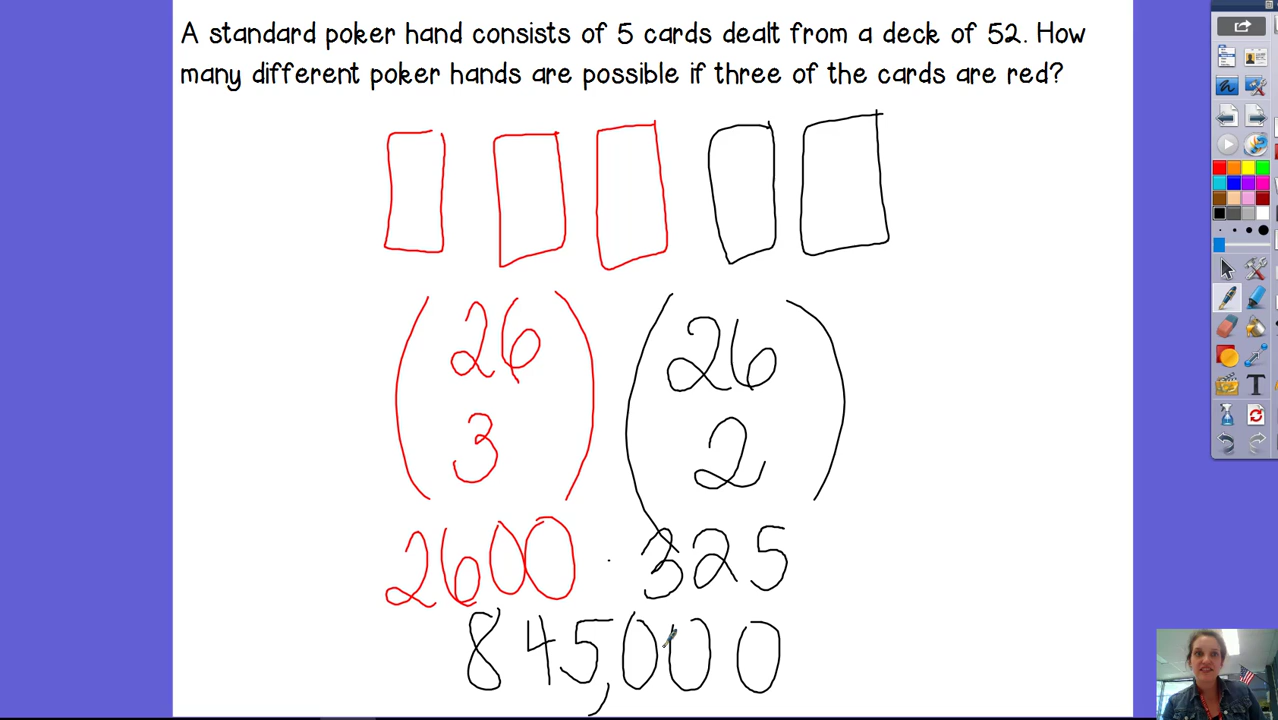 A standard poker hand consists of 5 cards dealt from a deck of 52. How
many different poker hands are possible if three of the cards are red?
(26 (26
3) 2)
2600 · 325
845,000